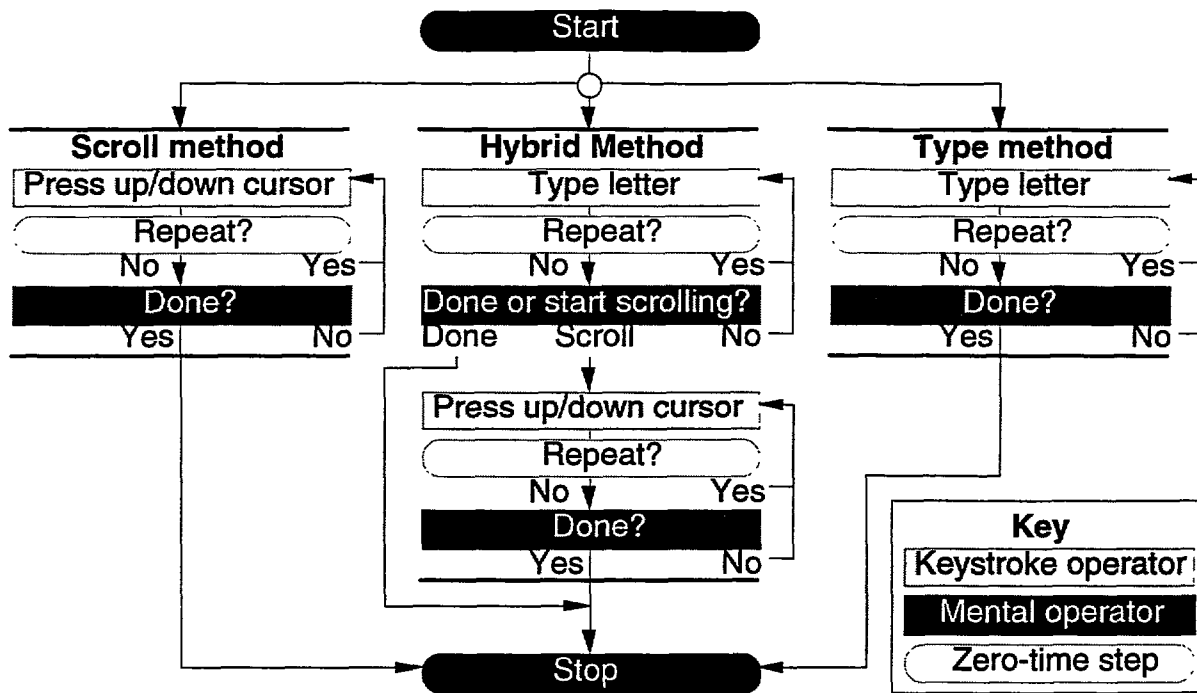 Start
Scroll method
Press up/down cursor
Repeat?
No Yes
Done?
Yes No
Hybrid Method
Type letter
Repeat?
No Yes
Done or start scrolling?
Done Scroll No
Press up/down cursor
Repeat?
No Yes
Done?
Yes No
Type method
Type letter
Repeat?
No Yes
Done?
Yes No
Stop
Key
Keystroke operator
Mental operator
Zero-time step